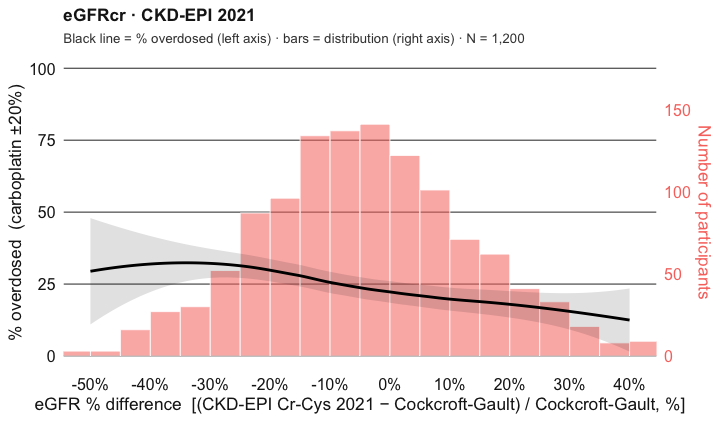 eGFRcr · CKD-EPI 2021
Black line = % overdosed (left axis) · bars = distribution (right axis) · N = 1,200
% overdosed  (carboplatin ±20%)
100
75
50
25
0
150
100
50
0
Number of participants
-50% -40% -30% -20% -10% 0% 10% 20% 30% 40%
eGFR % difference  [(CKD-EPI Cr-Cys 2021 − Cockcroft-Gault) / Cockcroft-Gault, %]